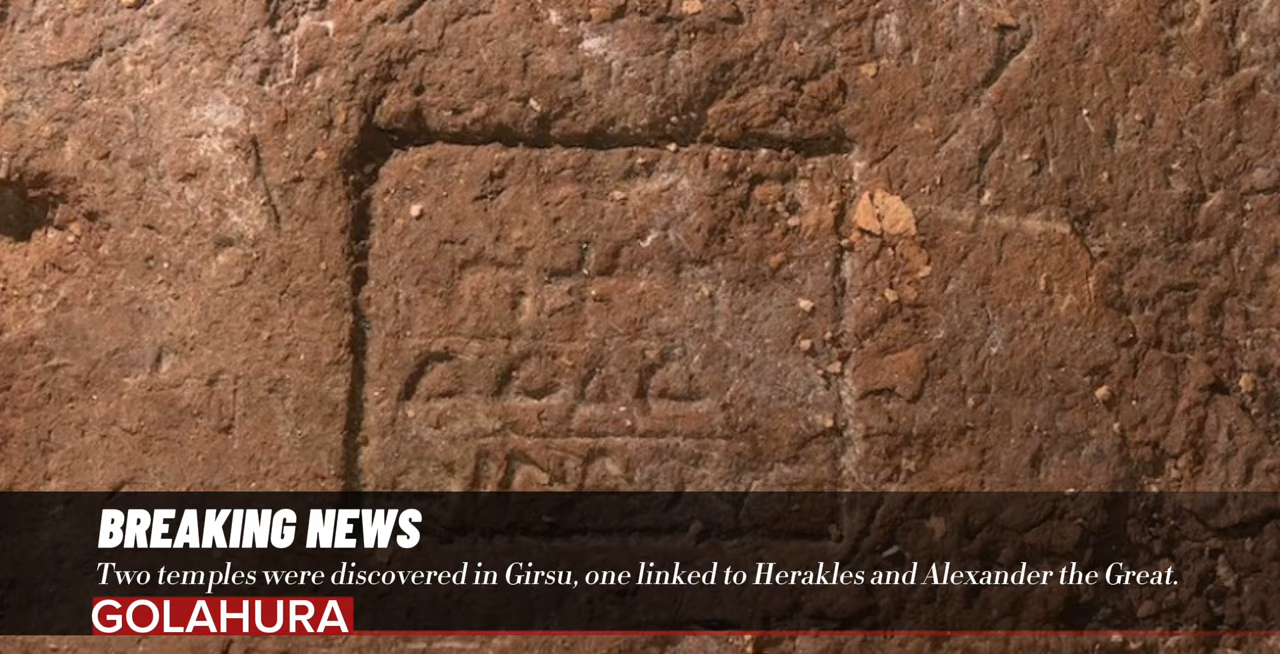 BREAKING NEWS
Two temples were discovered in Girsu, one linked to Herakles and Alexander the Great.
GOLAHURA